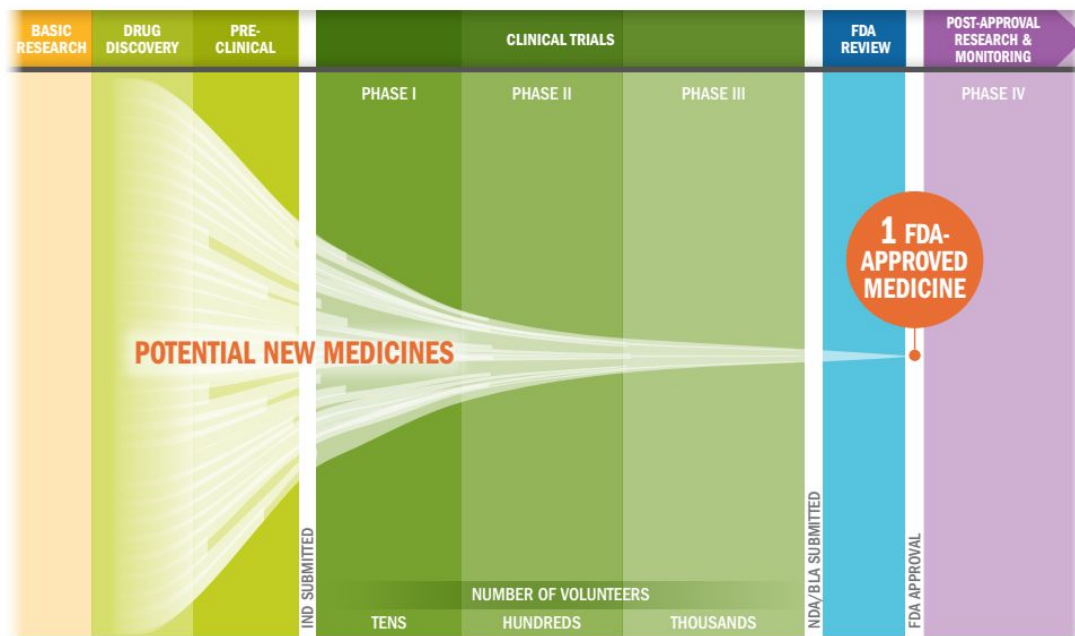 BASIC
RESEARCH
DRUG
DISCOVERY
PRE-
CLINICAL
CLINICAL TRIALS
FDA
REVIEW
POST-APPROVAL
RESEARCH &
MONITORING
PHASE I
PHASE II
PHASE III
PHASE IV
1 FDA-
APPROVED
MEDICINE
POTENTIAL NEW MEDICINES
IND SUBMITTED
NDA/BLA SUBMITTED
FDA APPROVAL
NUMBER OF VOLUNTEERS
TENS
HUNDREDS
THOUSANDS